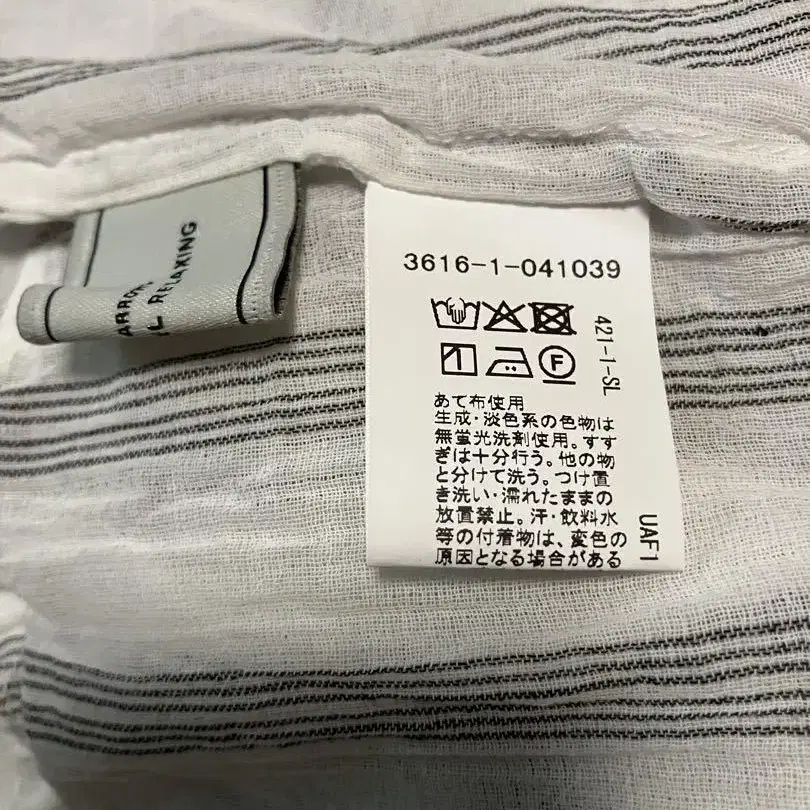 RELAXING
3616-1-041039
421-1-SL
F
あて布使用
生成・淡色系の色物は
無蛍光洗剤使用。すす
ぎは十分行う。他の物
と分けて洗う。つけ置
き洗い・濡れたままの
放置禁止。汗・飲料水
等の付着物は、変色の
原因となる場合がある
UAF1